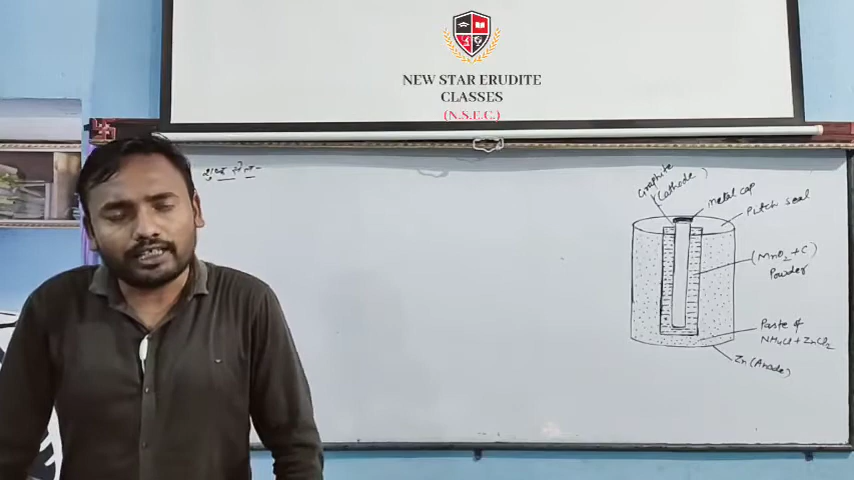 NEW STAR ERUDITE
CLASSES
(N.S.E.C.)
शुष्क सेल-
Graphite
(Cathode)
metal cap
Pitch seal
(MnO₂ + C)
Powder
Paste of
NH₄Cl + ZnCl₂
Zn (Anode)